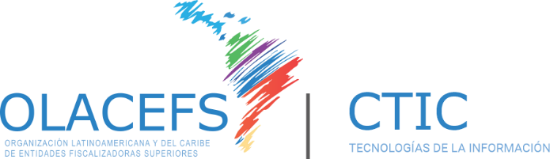 OLACEFS
ORGANIZACIÓN LATINOAMERICANA Y DEL CARIBE
DE ENTIDADES FISCALIZADORAS SUPERIORES
CTIC
TECNOLOGÍAS DE LA INFORMACIÓN